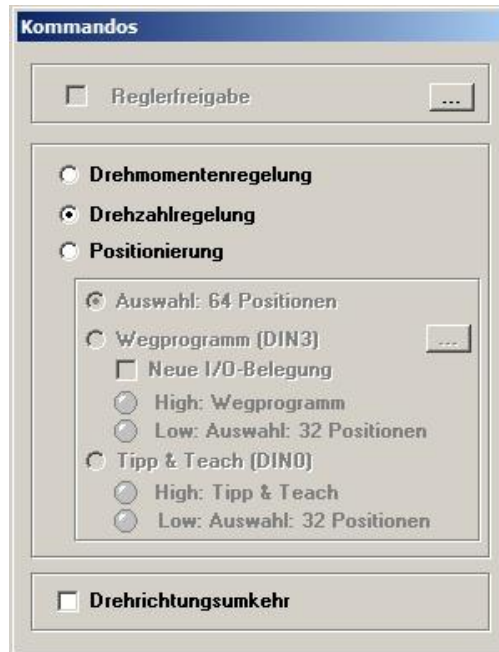 Kommandos
Reglerfreigabe ...
Drehmomentenregelung
Drehzahlregelung
Positionierung
Auswahl: 64 Positionen
Wegprogramm (DIN3) ...
Neue I/O-Belegung
High: Wegprogramm
Low: Auswahl: 32 Positionen
Tipp & Teach (DIN0)
High: Tipp & Teach
Low: Auswahl: 32 Positionen
Drehrichtungsumkehr